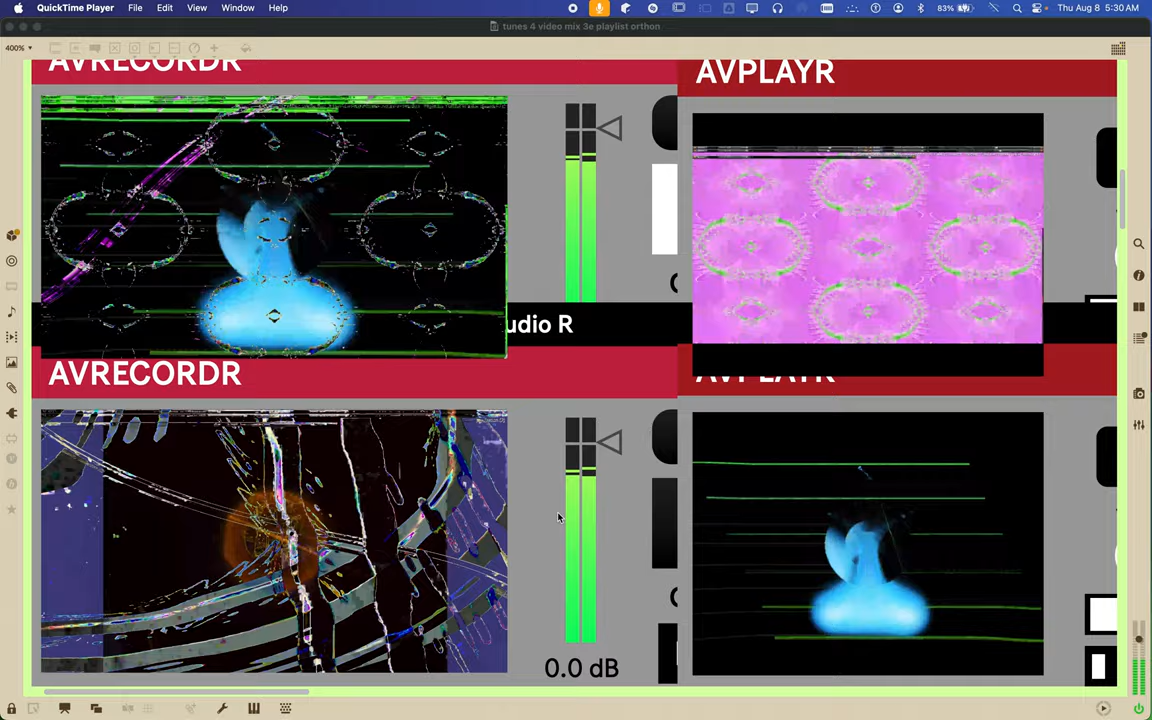 QuickTime Player File Edit View Window Help 83% Thu Aug 8 5:30 AM
tunes 4 video mix 3e playlist orthon
400%
AVRECORDR AVPLAYR
udio R
AVRECORDR AVPLAYR
0.0 dB